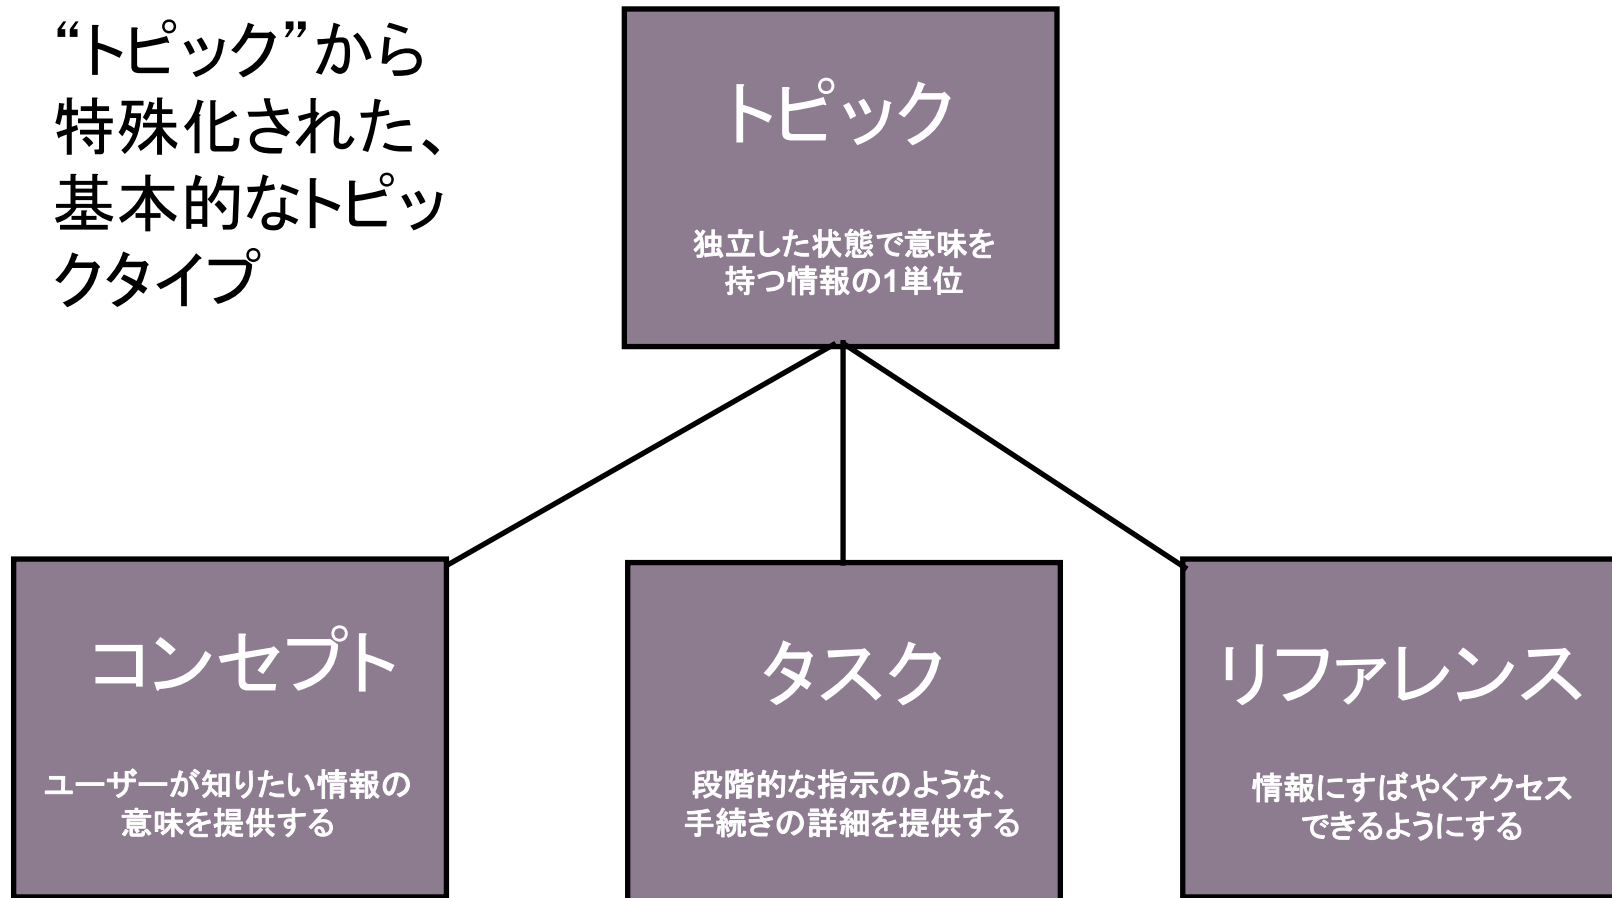 “トピック”から
特殊化された、
基本的なトピッ
クタイプ
トピック
独立した状態で意味を
持つ情報の1単位
コンセプト
ユーザーが知りたい情報の
意味を提供する
タスク
段階的な指示のような、
手続きの詳細を提供する
リファレンス
情報にすばやくアクセス
できるようにする